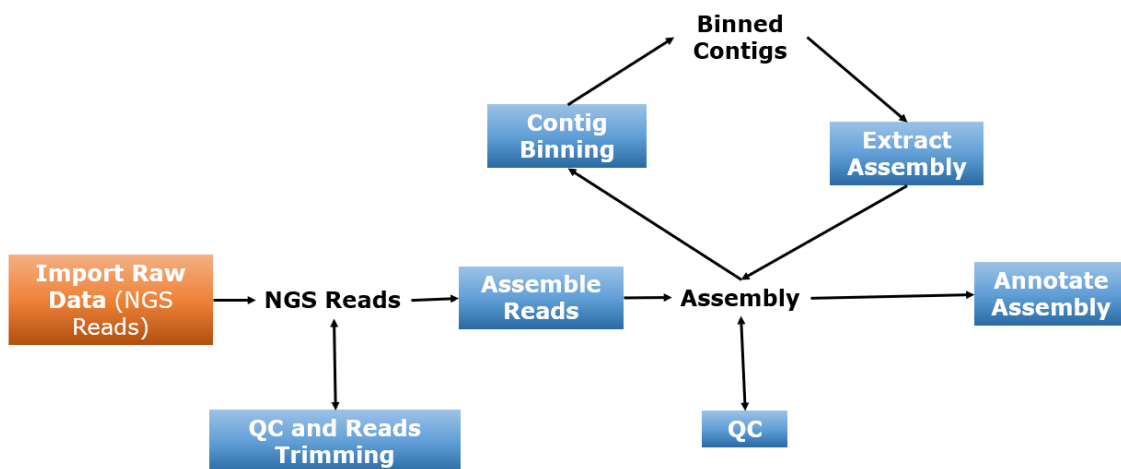 Binned
Contigs
Contig
Binning
Extract
Assembly
Import Raw
Data (NGS
Reads)
NGS Reads
Assemble
Reads
Assembly
Annotate
Assembly
QC and Reads
Trimming
QC